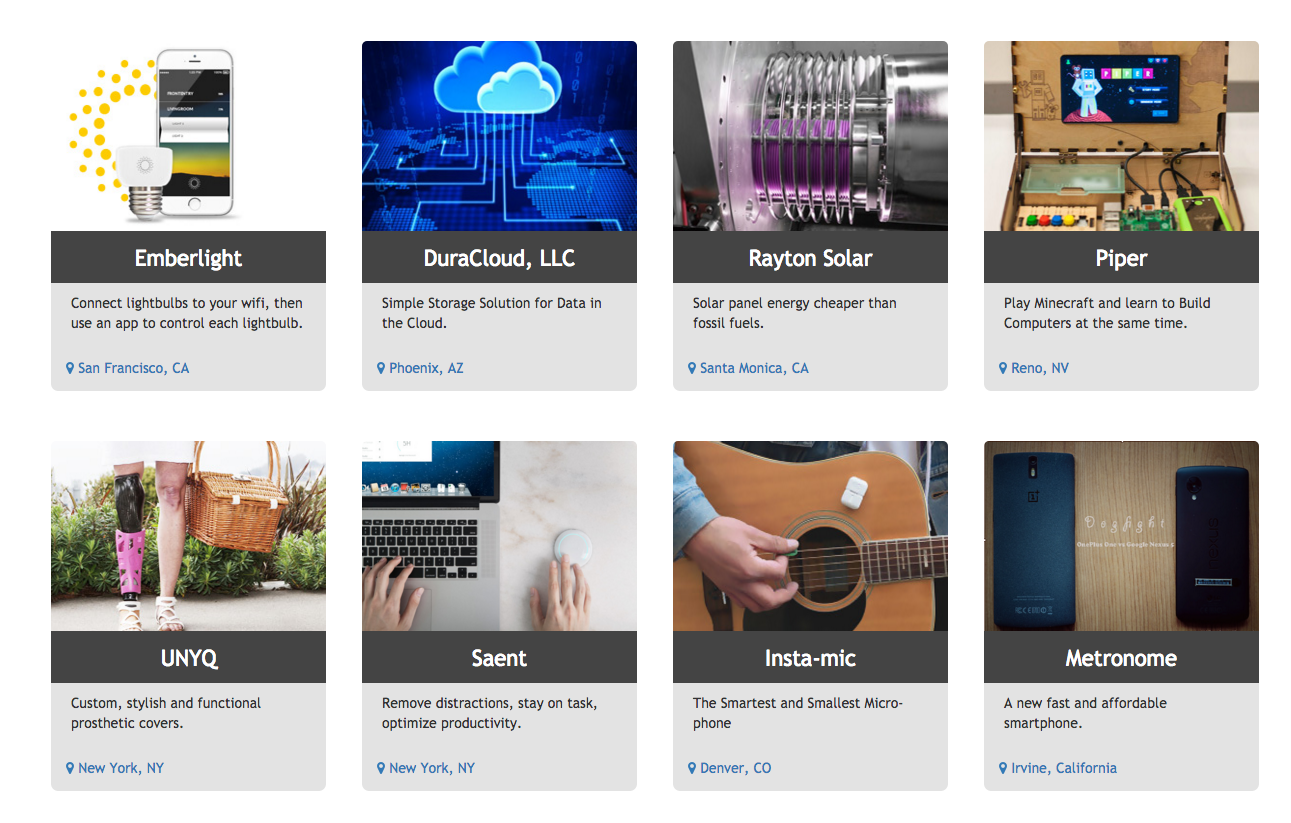 FRONTENTRY
LIVINGROOM
PIPER
Emberlight
DuraCloud, LLC
Rayton Solar
Piper
Connect lightbulbs to your wifi, then
use an app to control each lightbulb.
Simple Storage Solution for Data in
the Cloud.
Solar panel energy cheaper than
fossil fuels.
Play Minecraft and learn to Build
Computers at the same time.
San Francisco, CA
Phoenix, AZ
Santa Monica, CA
Reno, NV
Dogfight
OnePlus One vs Google Nexus 5
UNYQ
Saent
Insta-mic
Metronome
Custom, stylish and functional
prosthetic covers.
Remove distractions, stay on task,
optimize productivity.
The Smartest and Smallest Micro-
phone
A new fast and affordable
smartphone.
New York, NY
New York, NY
Denver, CO
Irvine, California